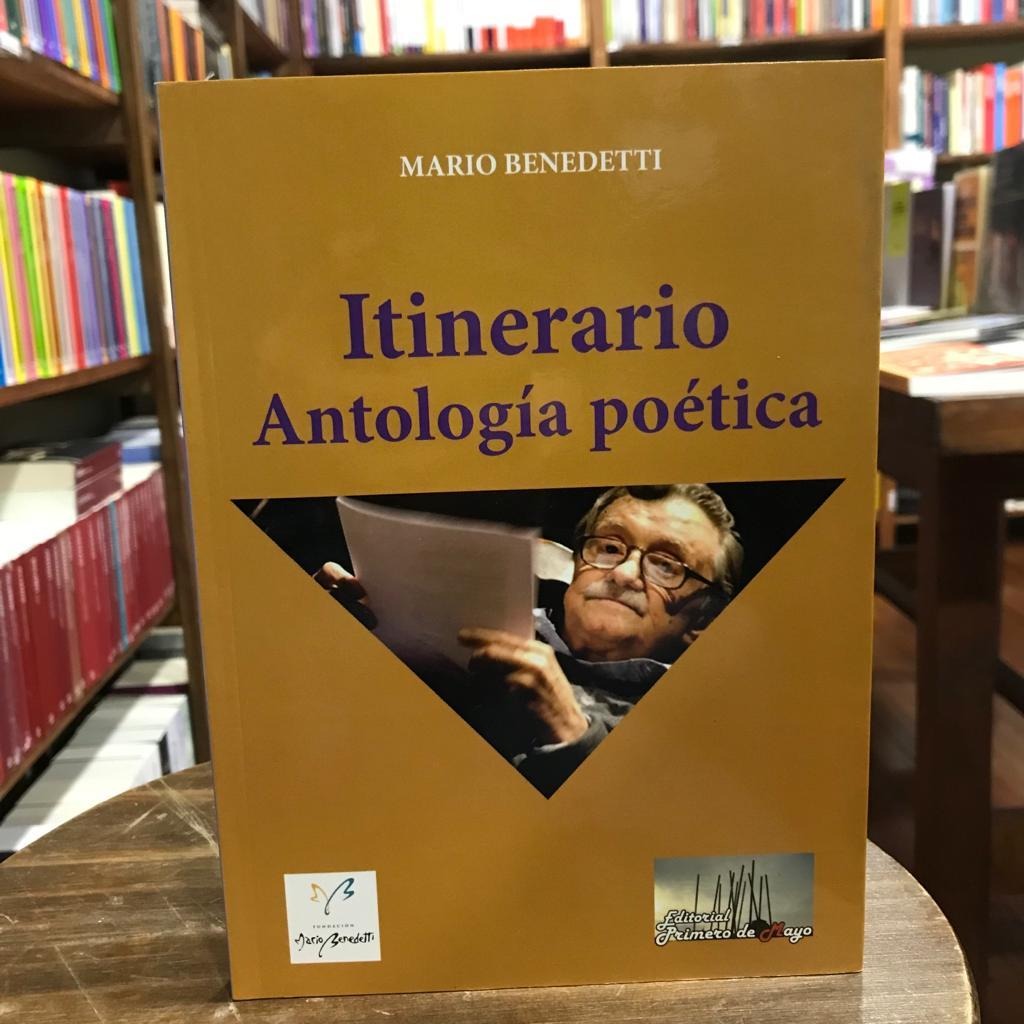 MARIO BENEDETTI
Itinerario
Antología poética
FUNDACIÓN
Mario Benedetti
Editorial
Primero de Mayo